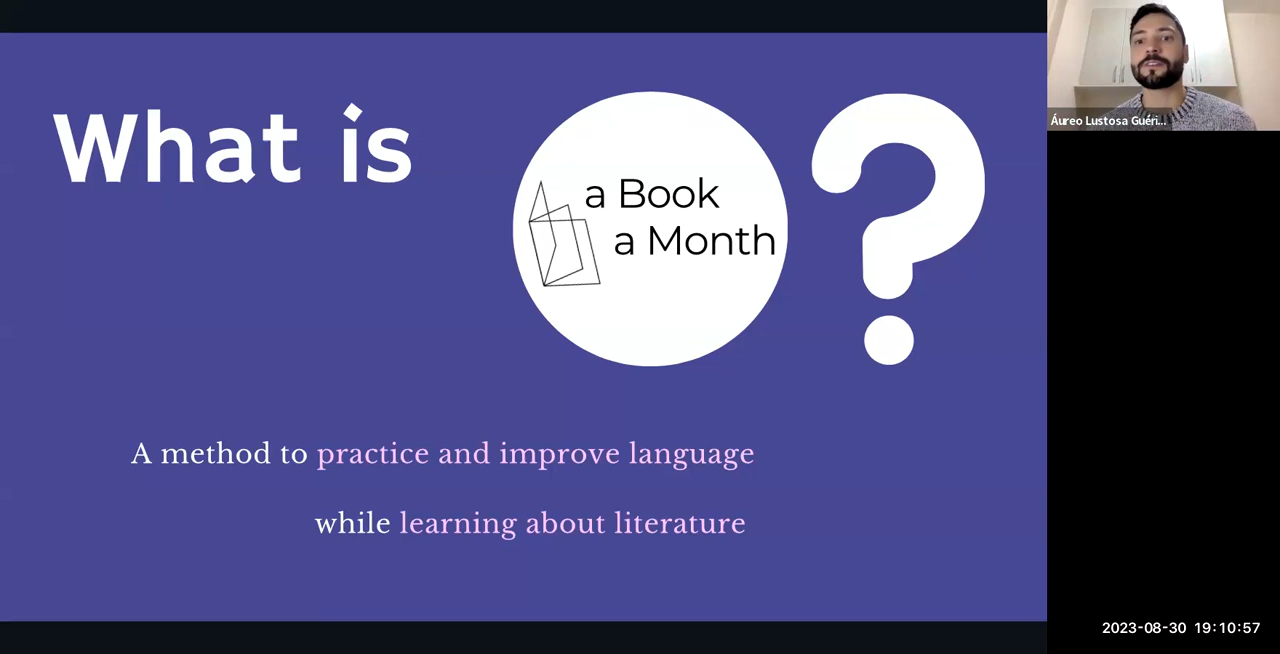 What is
a Book
a Month
?
A method to practice and improve language
while learning about literature
Áureo Lustosa Guéri...
2023-08-30 19:10:57